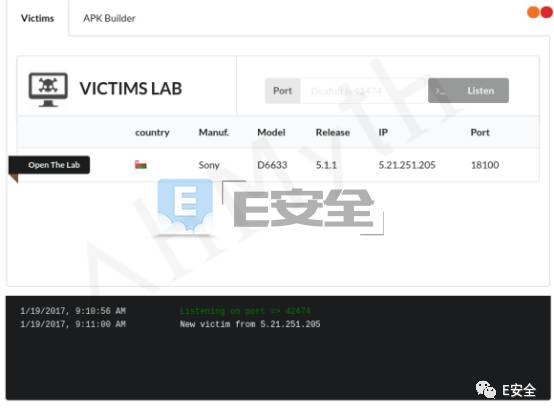 Victims
APK Builder
VICTIMS LAB
Port
Deafult is 42474
Listen
country Manuf. Model Release IP Port
Open The Lab
Sony D6633 5.1.1 5.21.251.205 18100
E安全
AhMyth
1/19/2017, 9:10:56 AM Listening on port => 42474
1/19/2017, 9:11:00 AM New victim from 5.21.251.205
E安全